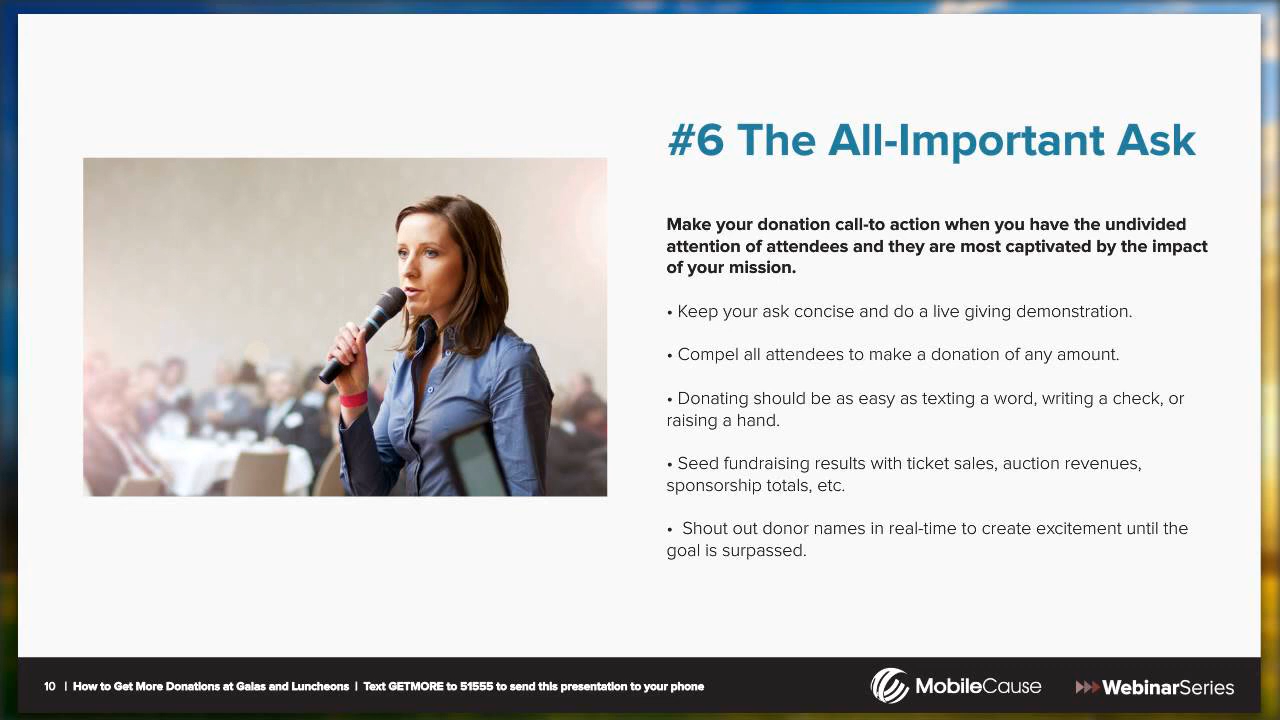 #6 The All-Important Ask
Make your donation call-to action when you have the undivided
attention of attendees and they are most captivated by the impact
of your mission.
• Keep your ask concise and do a live giving demonstration.
• Compel all attendees to make a donation of any amount.
• Donating should be as easy as texting a word, writing a check, or
raising a hand.
• Seed fundraising results with ticket sales, auction revenues,
sponsorship totals, etc.
• Shout out donor names in real-time to create excitement until the
goal is surpassed.
10 | How to Get More Donations at Galas and Luncheons | Text GETMORE to 51555 to send this presentation to your phone
MobileCause
WebinarSeries